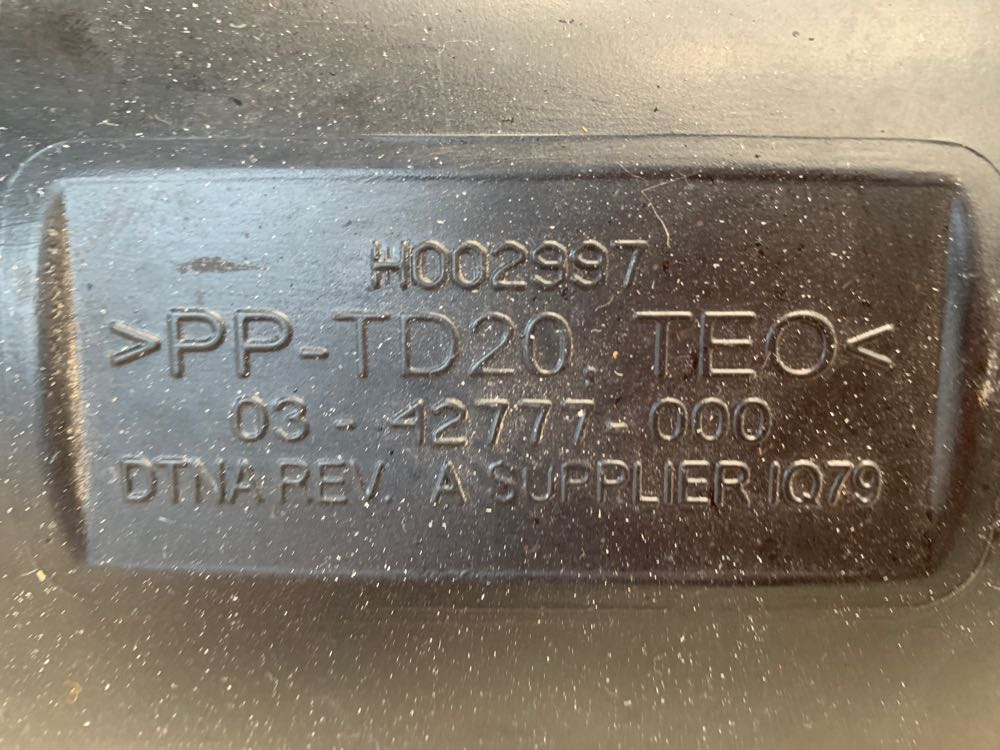 H002997
>PP-TD20, TEO<
03-42777-000
DTNA REV. A SUPPLIER IQ79